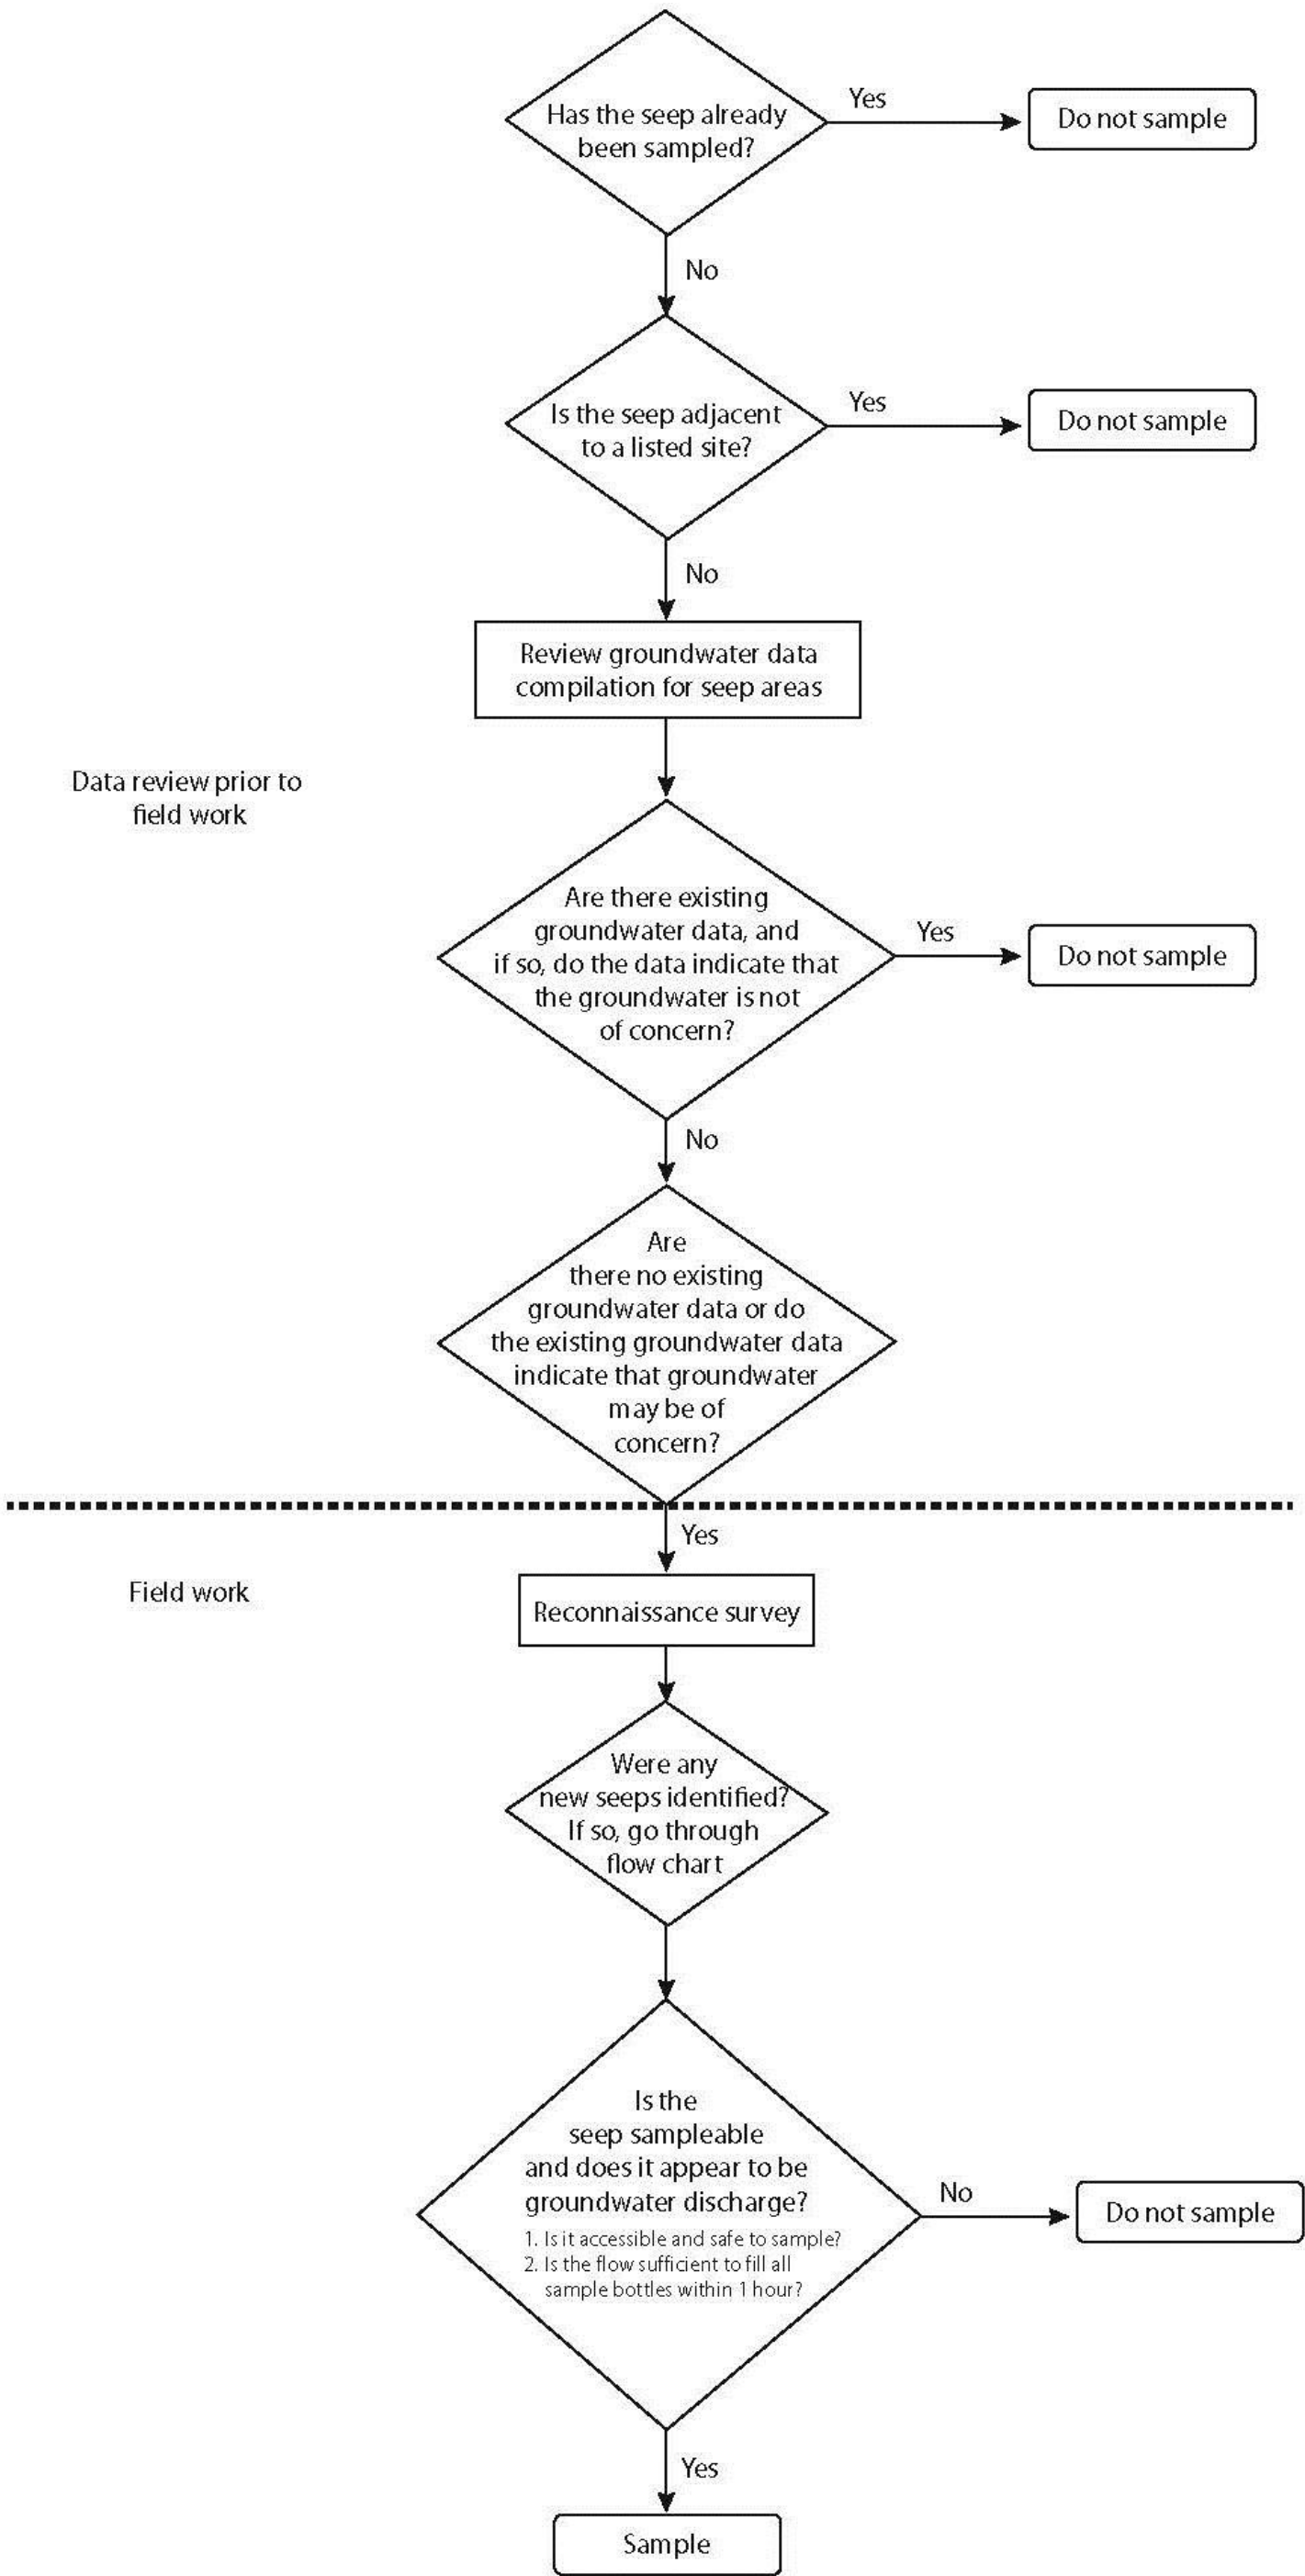 Has the seep already
been sampled?
Yes
Do not sample
No
Is the seep adjacent
to a listed site?
Yes
Do not sample
No
Review groundwater data
compilation for seep areas
Data review prior to
field work
Are there existing
groundwater data, and
if so, do the data indicate that
the groundwater is not
of concern?
Yes
Do not sample
No
Are
there no existing
groundwater data or do
the existing groundwater data
indicate that groundwater
may be of
concern?
Yes
Field work
Reconnaissance survey
Were any
new seeps identified?
If so, go through
flow chart
Is the
seep sampleable
and does it appear to be
groundwater discharge?
1. Is it accessible and safe to sample?
2. Is the flow sufficient to fill all
sample bottles within 1 hour?
No
Do not sample
Yes
Sample